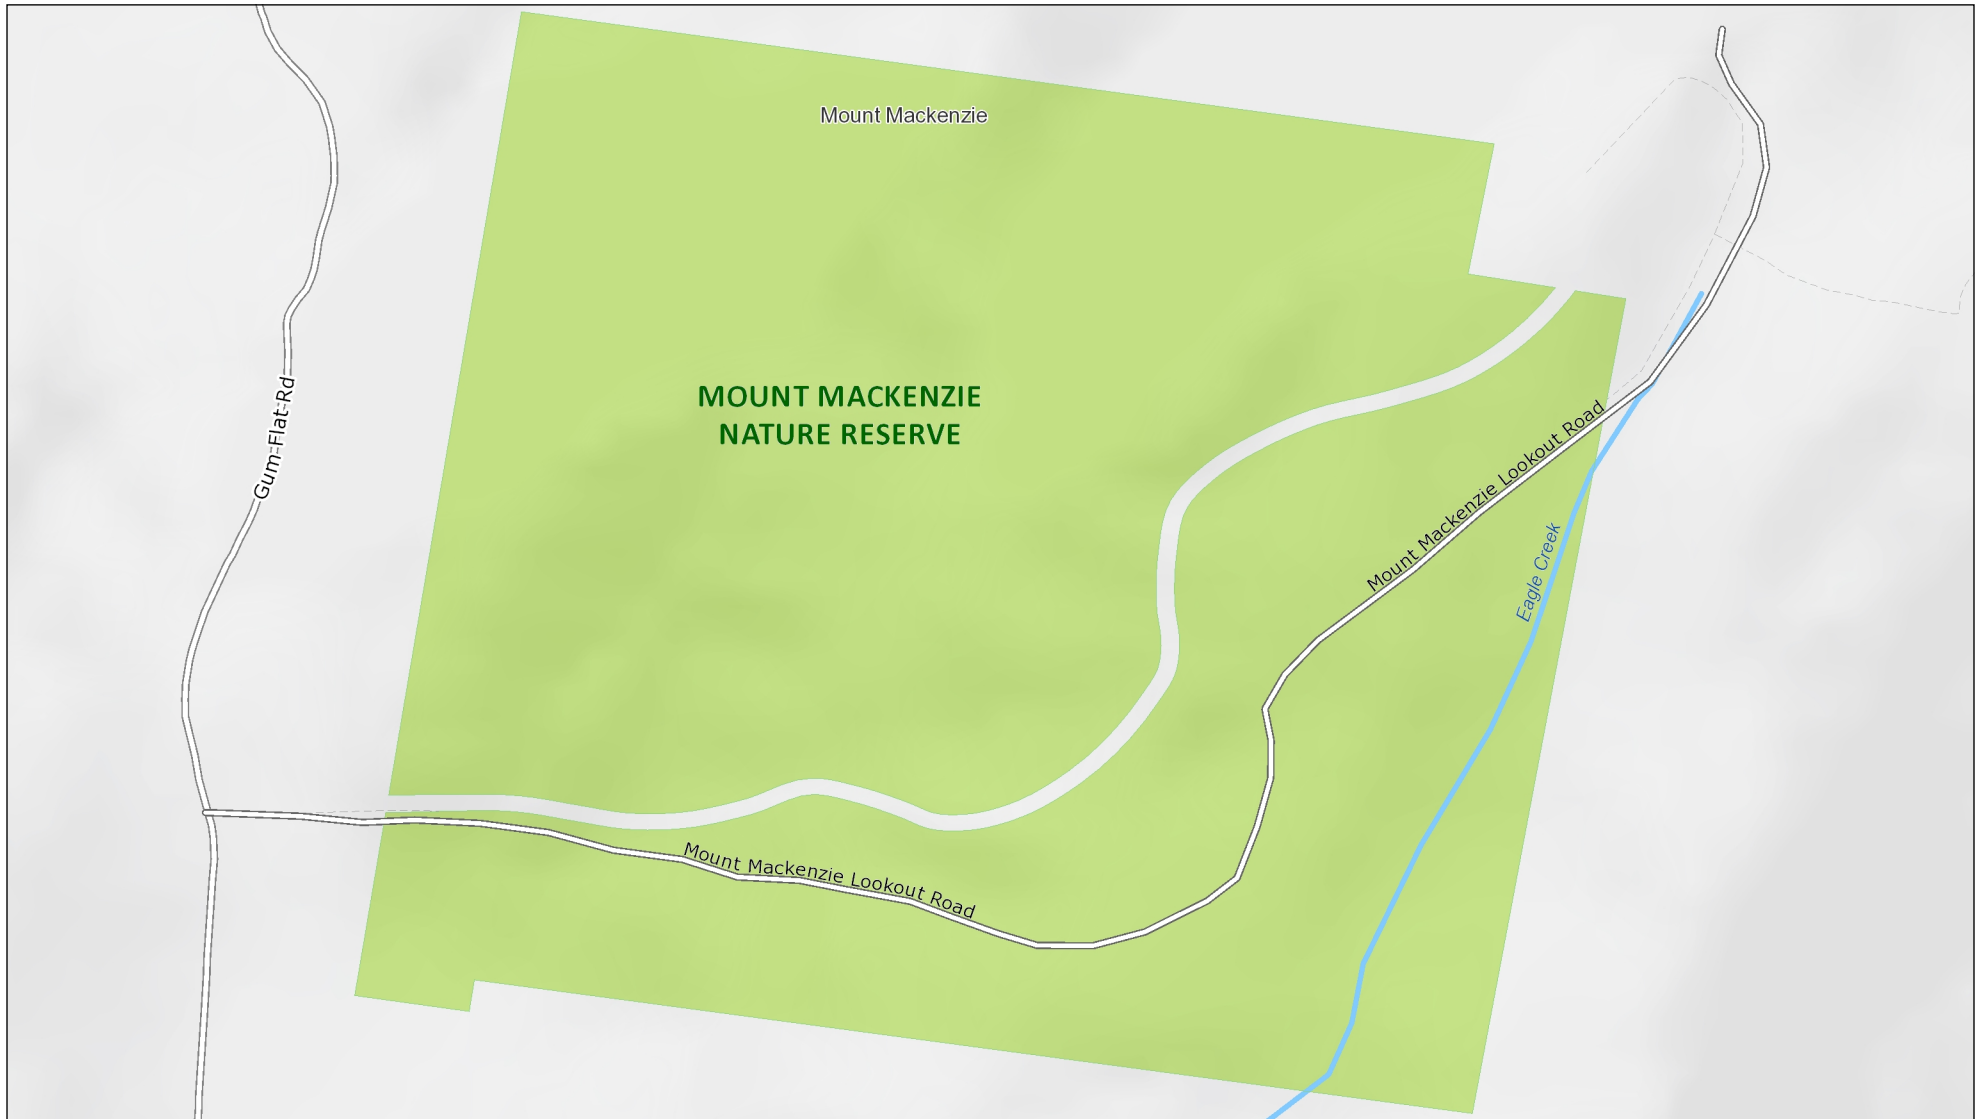 Mount Mackenzie
MOUNT MACKENZIE
NATURE RESERVE
Gum-Flat-Rd
Mount Mackenzie Lookout Road
Eagle Creek
Mount Mackenzie Lookout Road